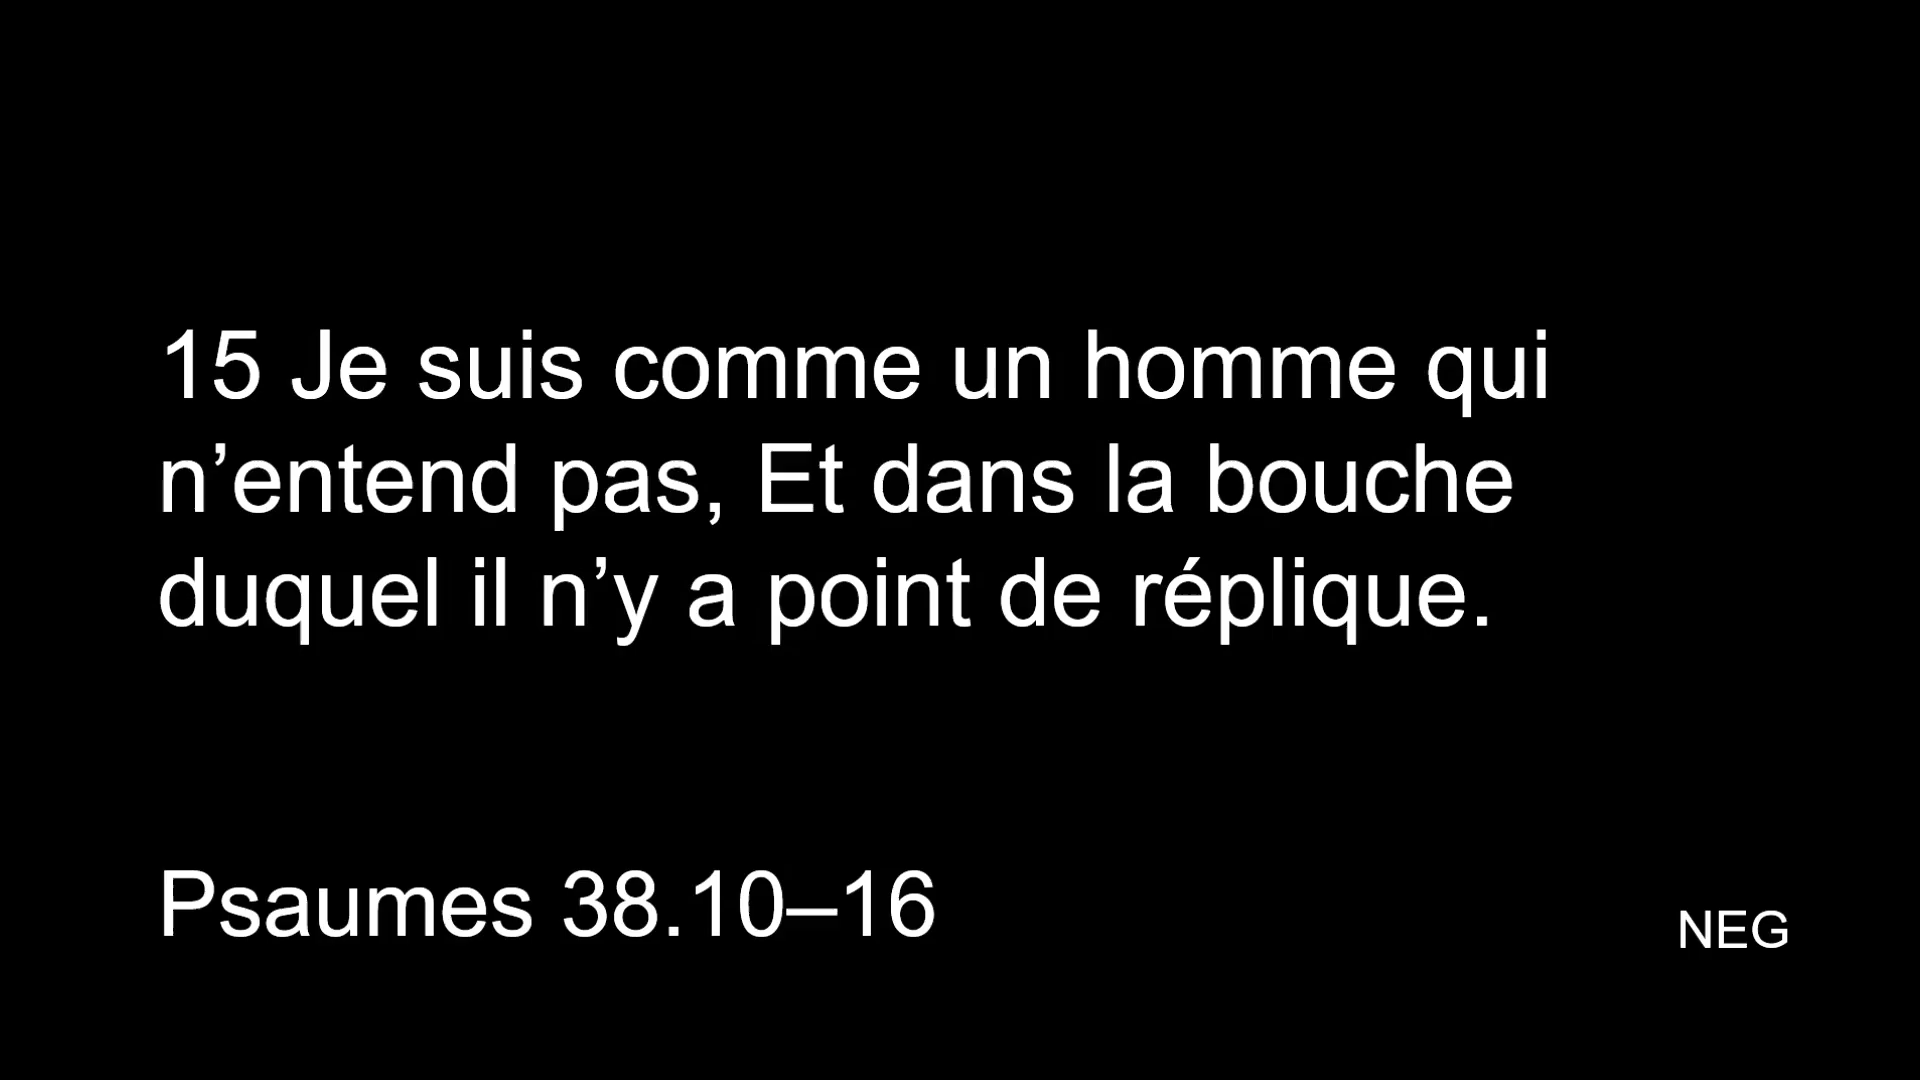 15 Je suis comme un homme qui
n’entend pas, Et dans la bouche
duquel il n’y a point de réplique.
Psaumes 38.10–16
NEG